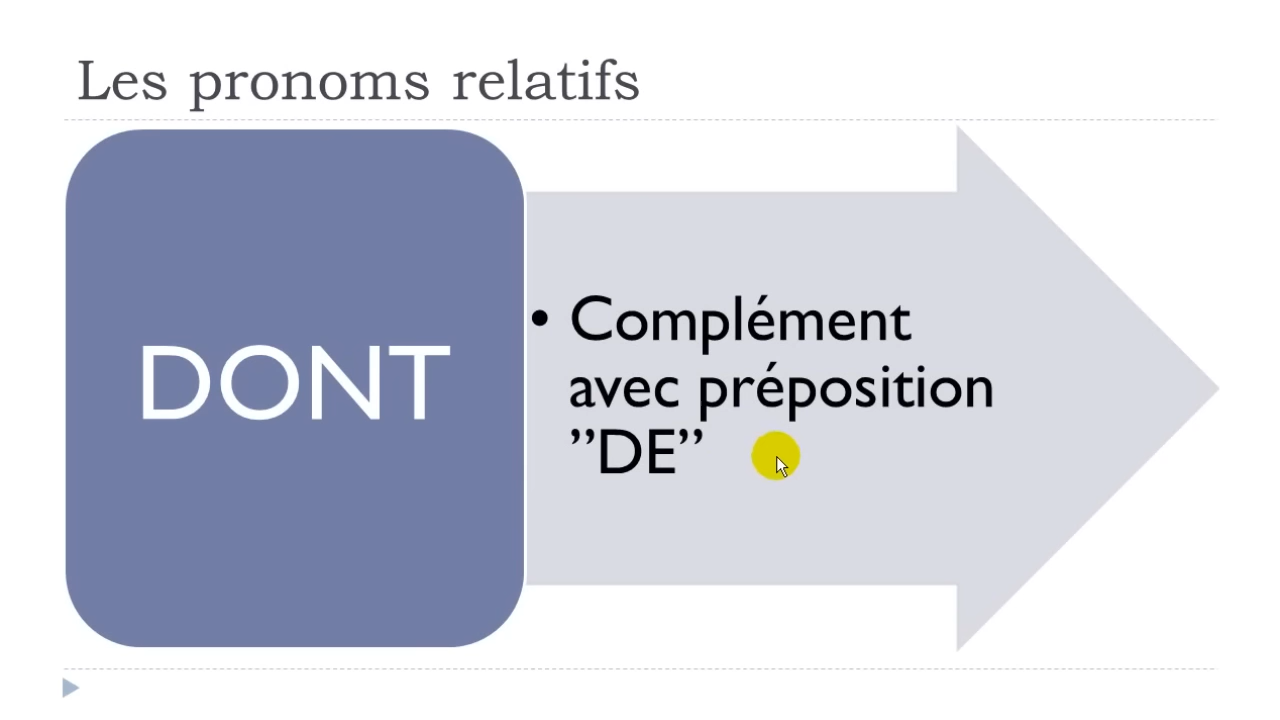 Les pronoms relatifs
DONT
• Complément
avec préposition
”DE”